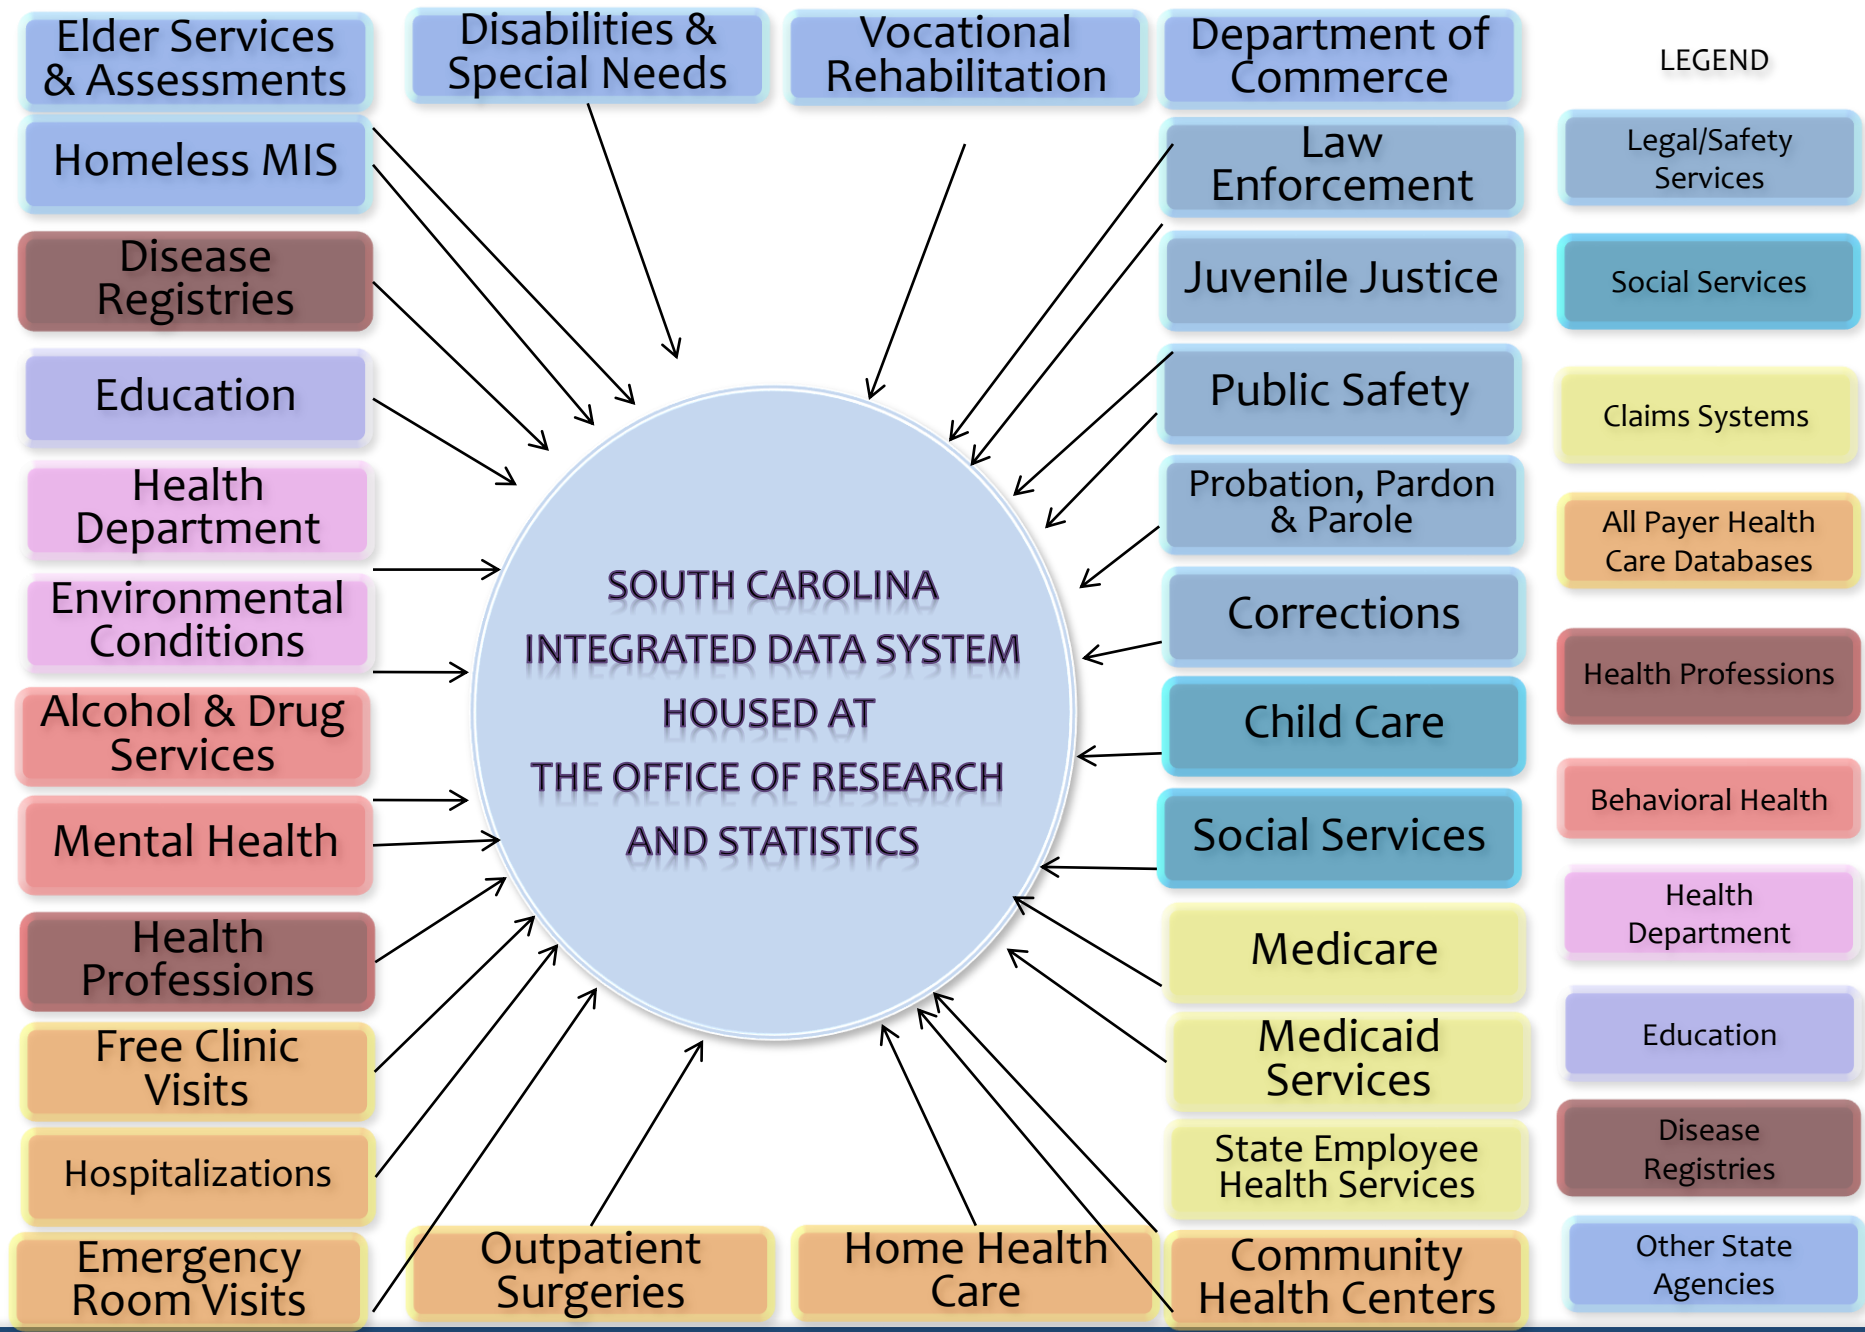 Elder Services
& Assessments
Disabilities &
Special Needs
Vocational
Rehabilitation
Department of
Commerce
LEGEND
Homeless MIS
Disease
Registries
Education
Health
Department
Environmental
Conditions
Alcohol & Drug
Services
Mental Health
Health
Professions
Free Clinic
Visits
Hospitalizations
Emergency
Room Visits
Outpatient
Surgeries
Home Health
Care
SOUTH CAROLINA
INTEGRATED DATA SYSTEM
HOUSED AT
THE OFFICE OF RESEARCH
AND STATISTICS
Law
Enforcement
Juvenile Justice
Public Safety
Probation, Pardon
& Parole
Corrections
Child Care
Social Services
Medicare
Medicaid
Services
State Employee
Health Services
Community
Health Centers
Legal/Safety
Services
Social Services
Claims Systems
All Payer Health
Care Databases
Health Professions
Behavioral Health
Health
Department
Education
Disease
Registries
Other State
Agencies